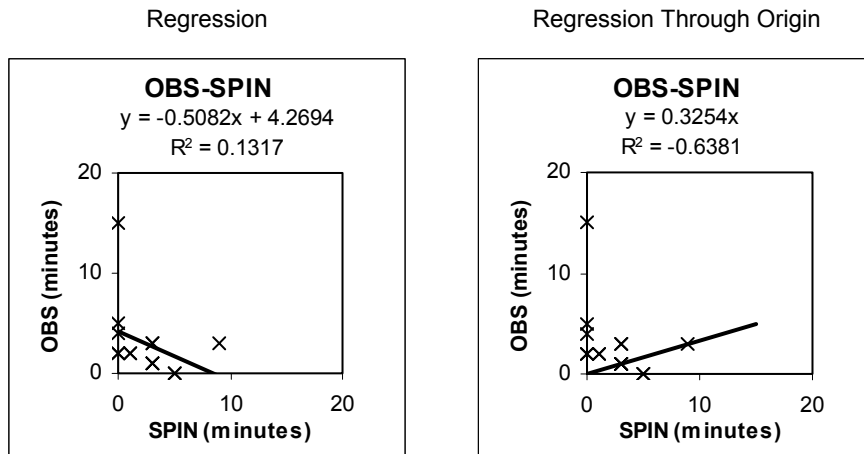 Regression
OBS-SPIN
y = -0.5082x + 4.2694
R² = 0.1317
20
10
0
OBS (minutes)
0 10 20
SPIN (minutes)
Regression Through Origin
OBS-SPIN
y = 0.3254x
R² = -0.6381
20
10
0
OBS (minutes)
0 10 20
SPIN (minutes)